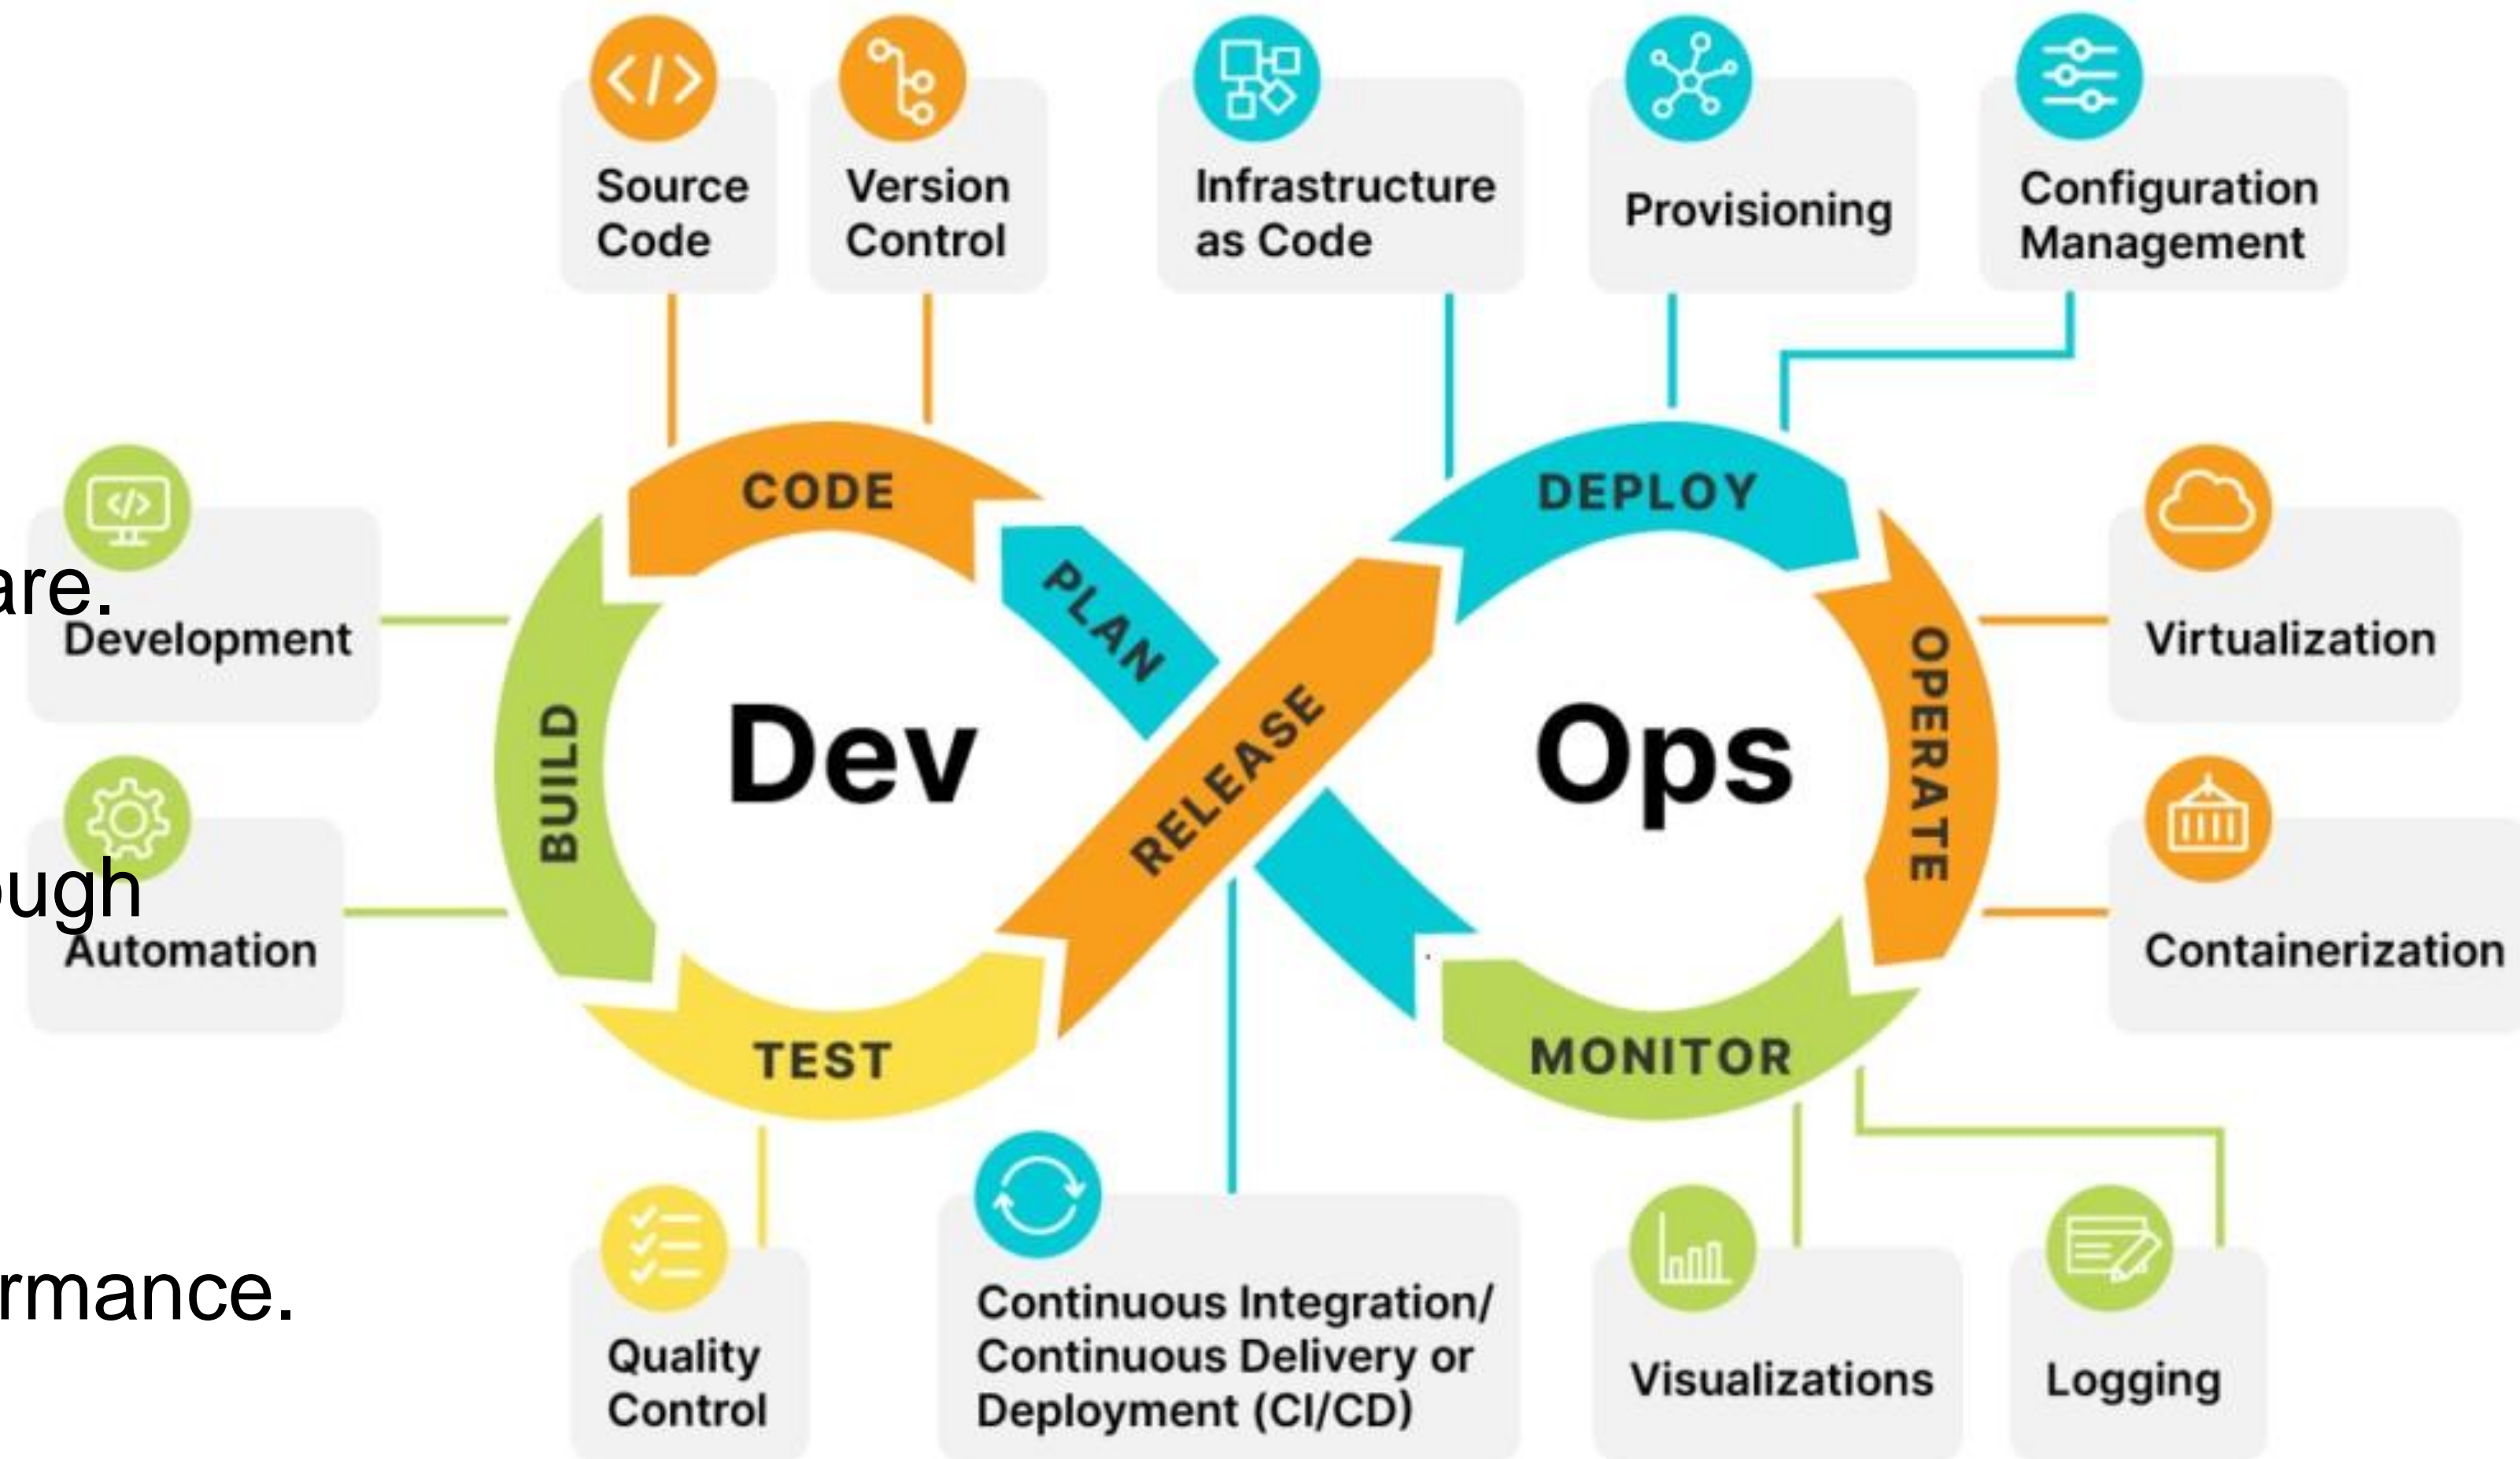 Source
Code
Version
Control
Infrastructure
as Code
Provisioning
Configuration
Management
CODE
DEPLOY
PLAN
are.
Development
Virtualization
OPERATE
Dev
Ops
BUILD
RELEASE
ough
Automation
Containerization
TEST
MONITOR
rmance.
Quality
Control
Continuous Integration/
Continuous Delivery or
Deployment (CI/CD)
Visualizations
Logging